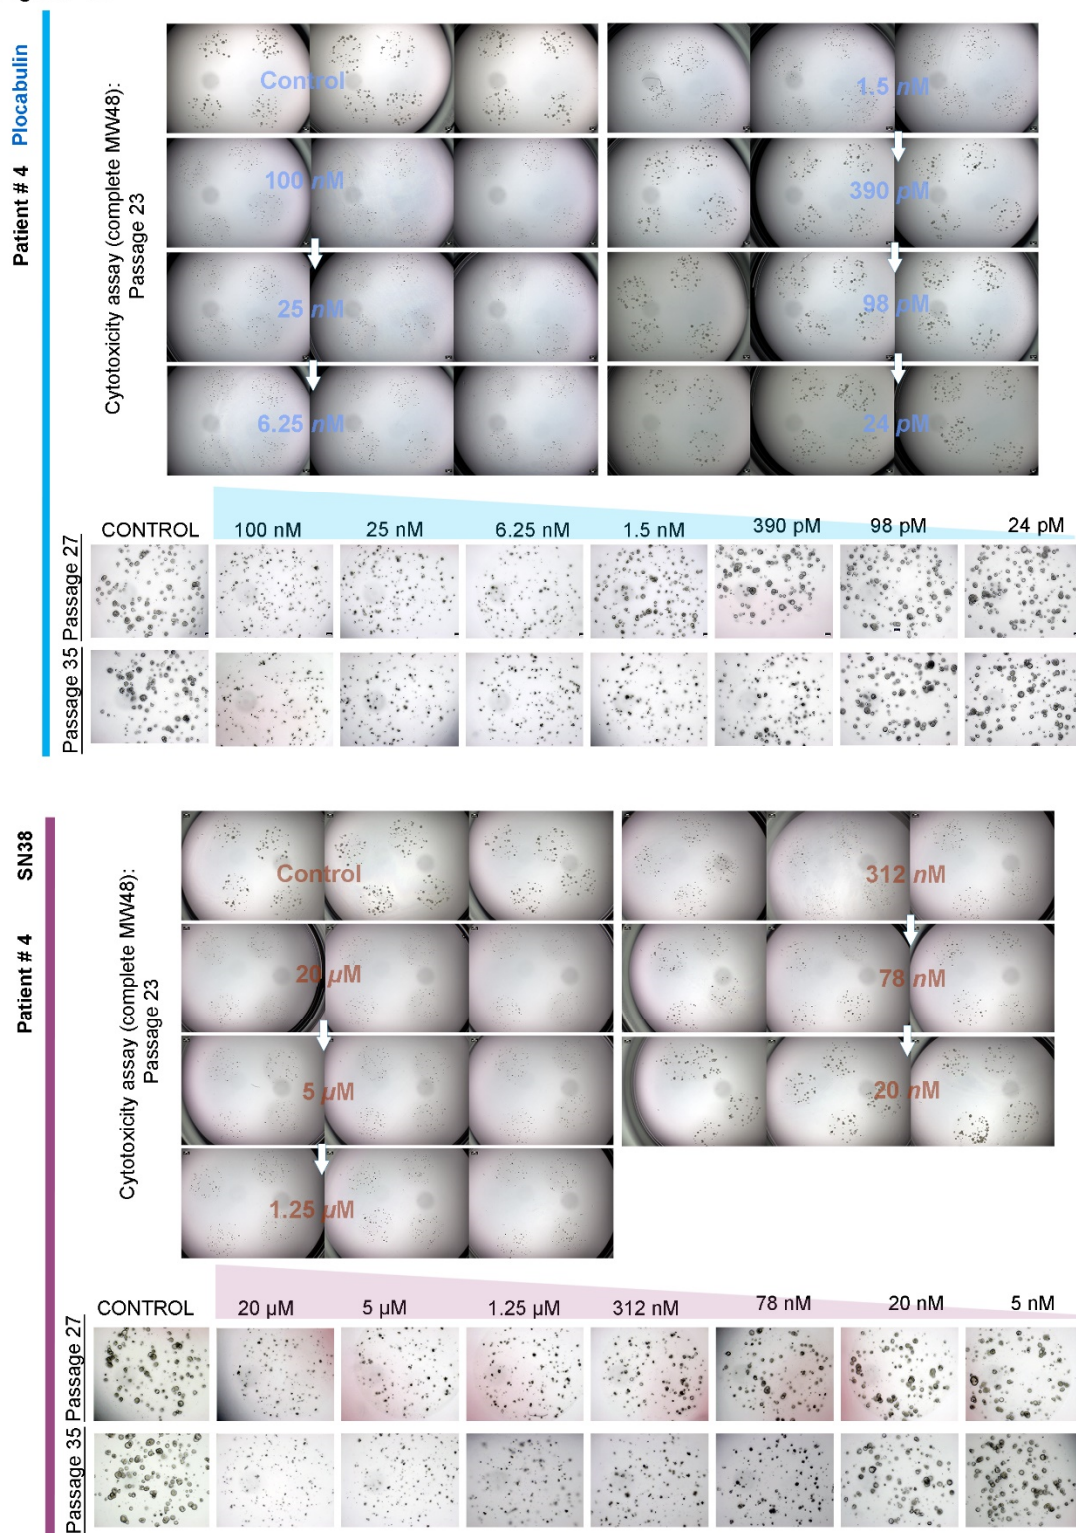 Patient # 4 Plocabulin
Cytotoxicity assay (complete MW48):
Passage 23
Control
100 nM
25 nM
6.25 nM
1.5 nM
390 pM
98 pM
24 pM
CONTROL 100 nM 25 nM 6.25 nM 1.5 nM 390 pM 98 pM 24 pM
Passage 27
Passage 35
Patient # 4 SN38
Cytotoxicity assay (complete MW48):
Passage 23
Control
20 µM
5 µM
1.25 µM
312 nM
78 nM
20 nM
CONTROL 20 µM 5 µM 1.25 µM 312 nM 78 nM 20 nM 5 nM
Passage 27
Passage 35